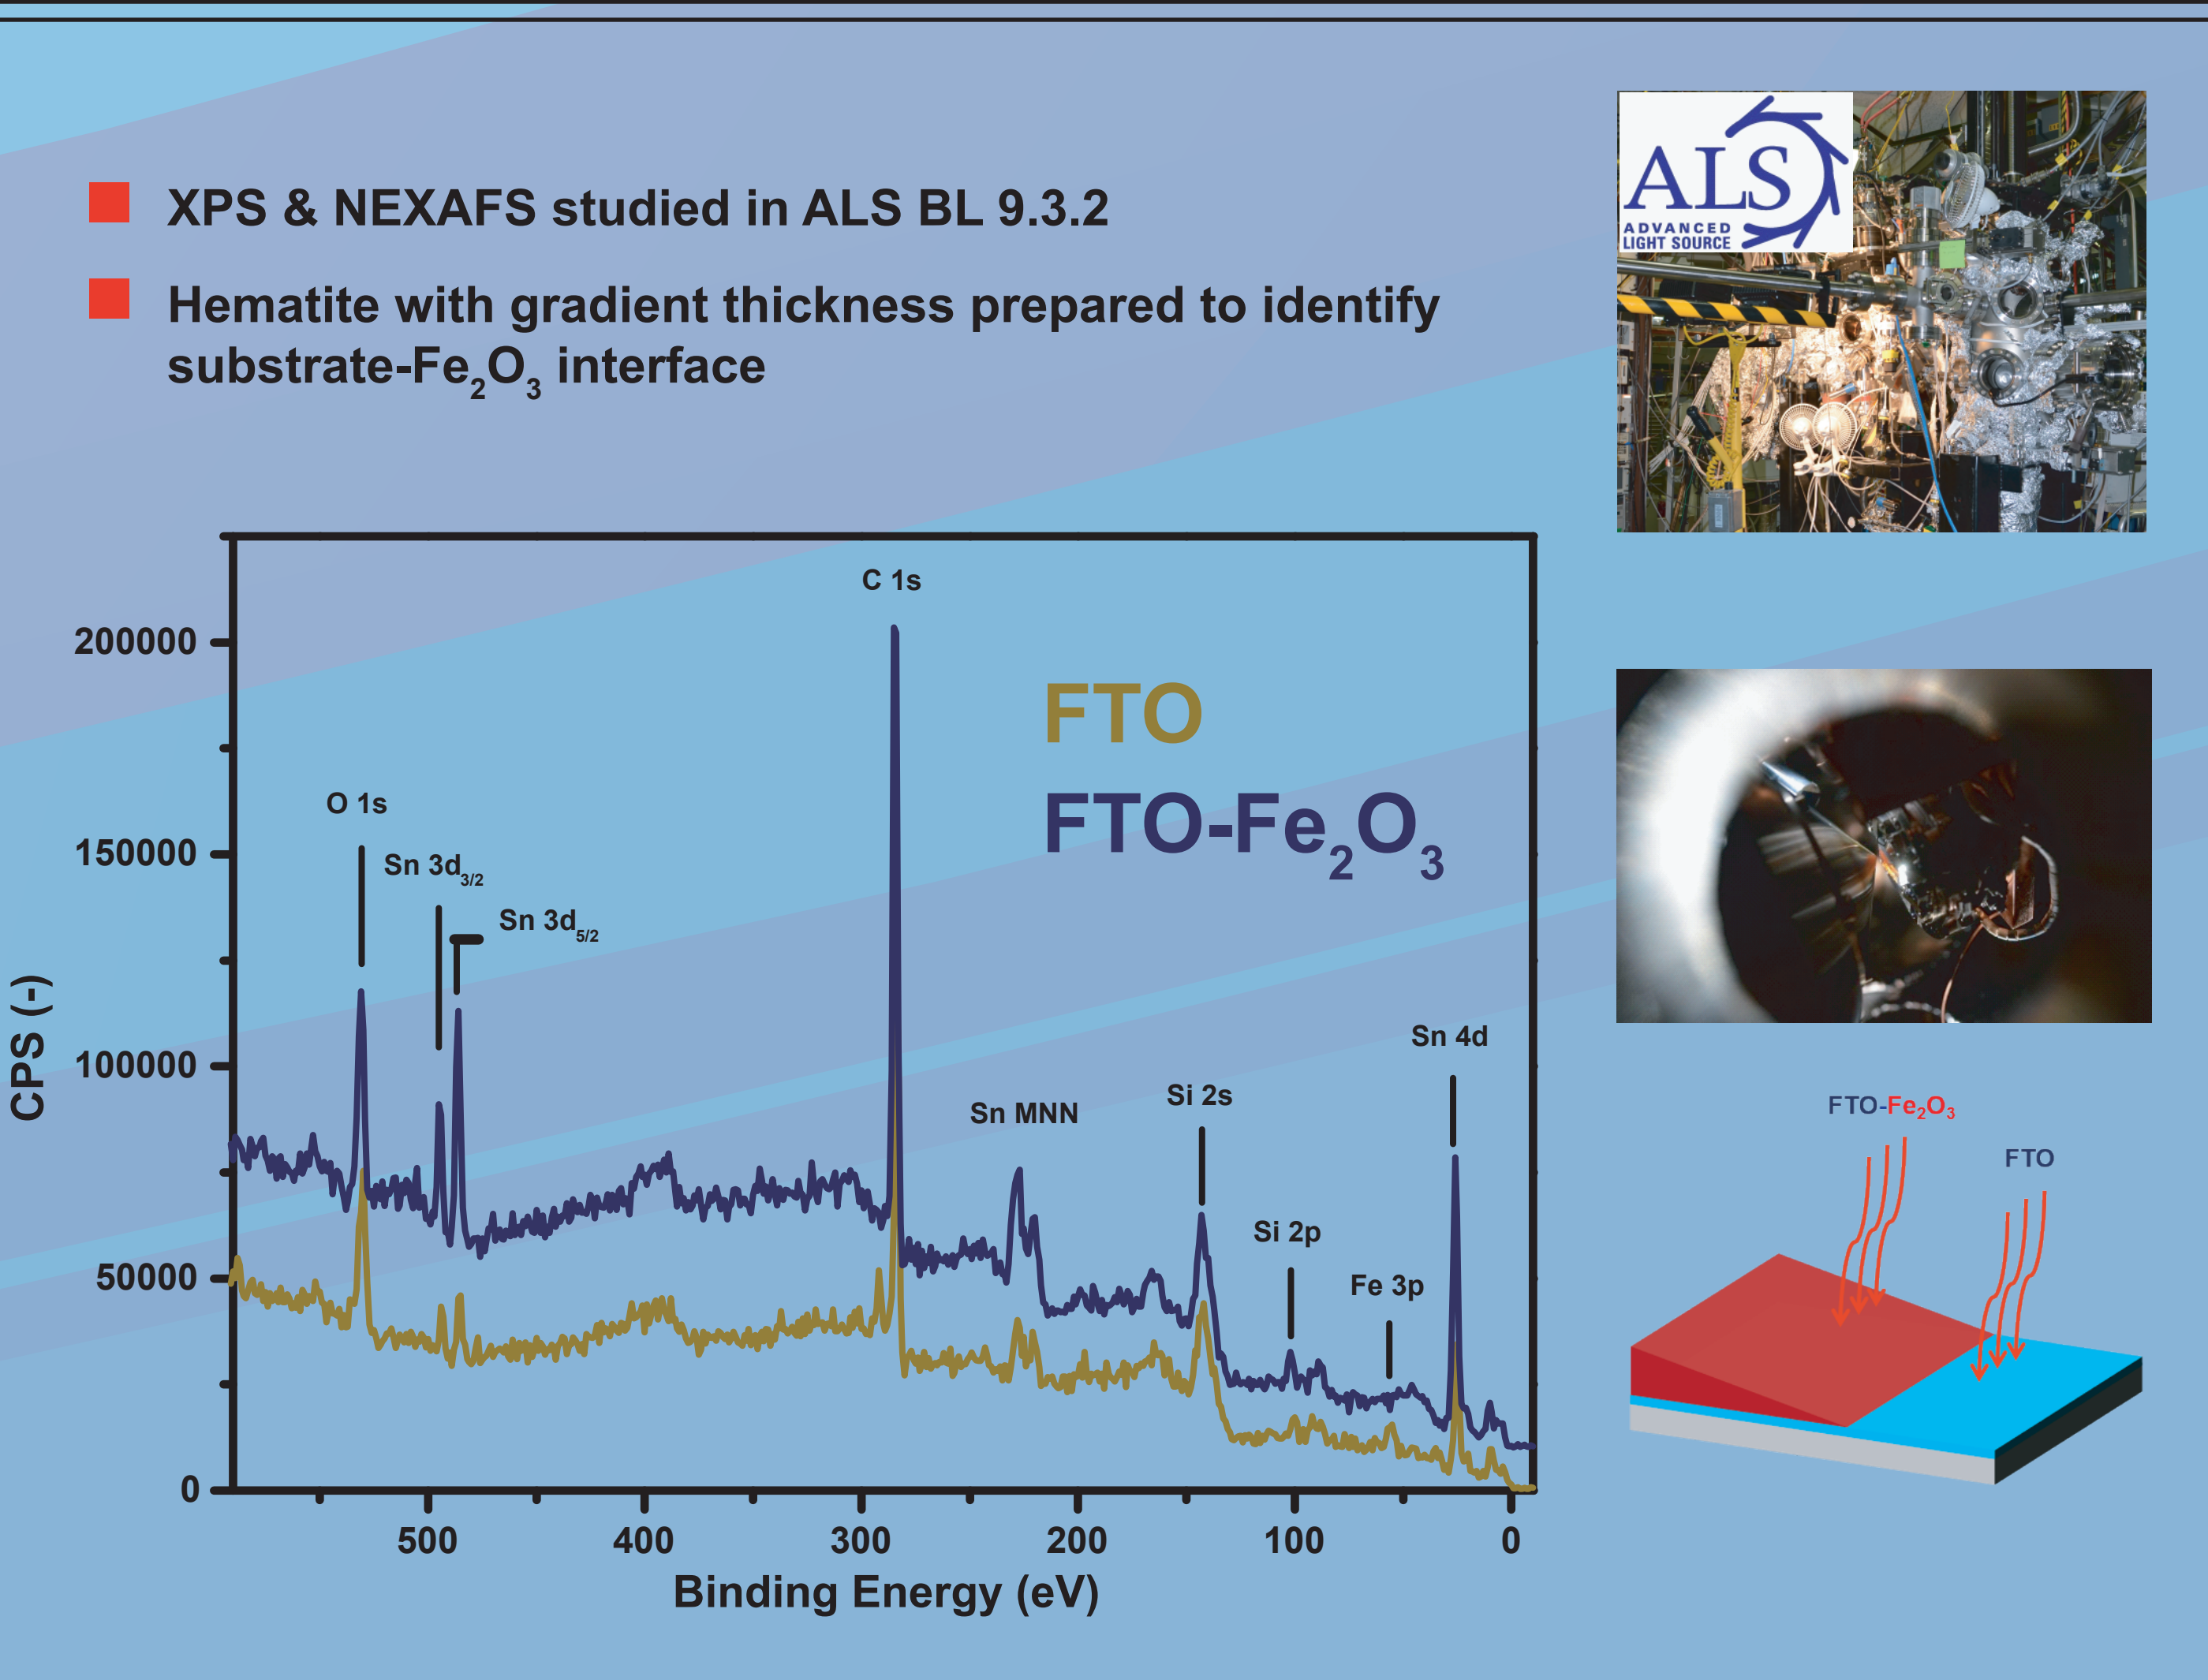 XPS & NEXAFS studied in ALS BL 9.3.2
Hematite with gradient thickness prepared to identify
substrate-Fe₂O₃ interface
ALS
ADVANCED
LIGHT SOURCE
C 1s
200000
FTO
O 1s
FTO-Fe₂O₃
150000
Sn 3d₃/₂
Sn 3d₅/₂
CPS (-)
Sn 4d
100000
Si 2s
Sn MNN
FTO-Fe₂O₃
FTO
Si 2p
50000
Fe 3p
0
500 400 300 200 100 0
Binding Energy (eV)